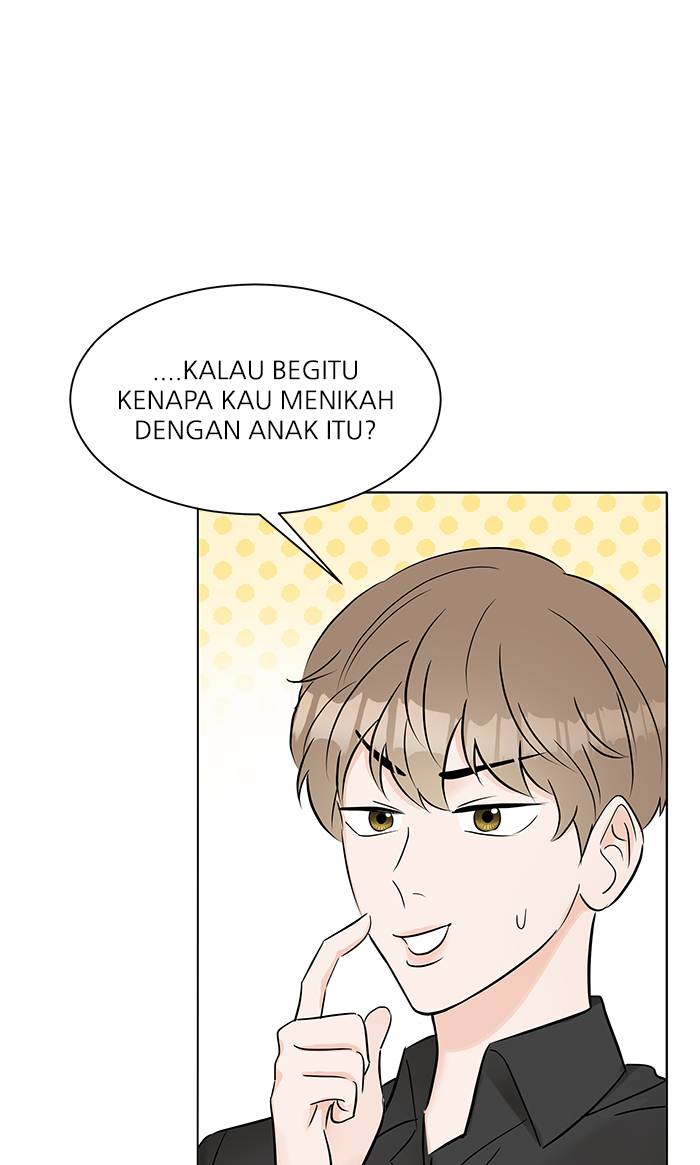 ....KALAU BEGITU
KENAPA KAU MENIKAH
DENGAN ANAK ITU?